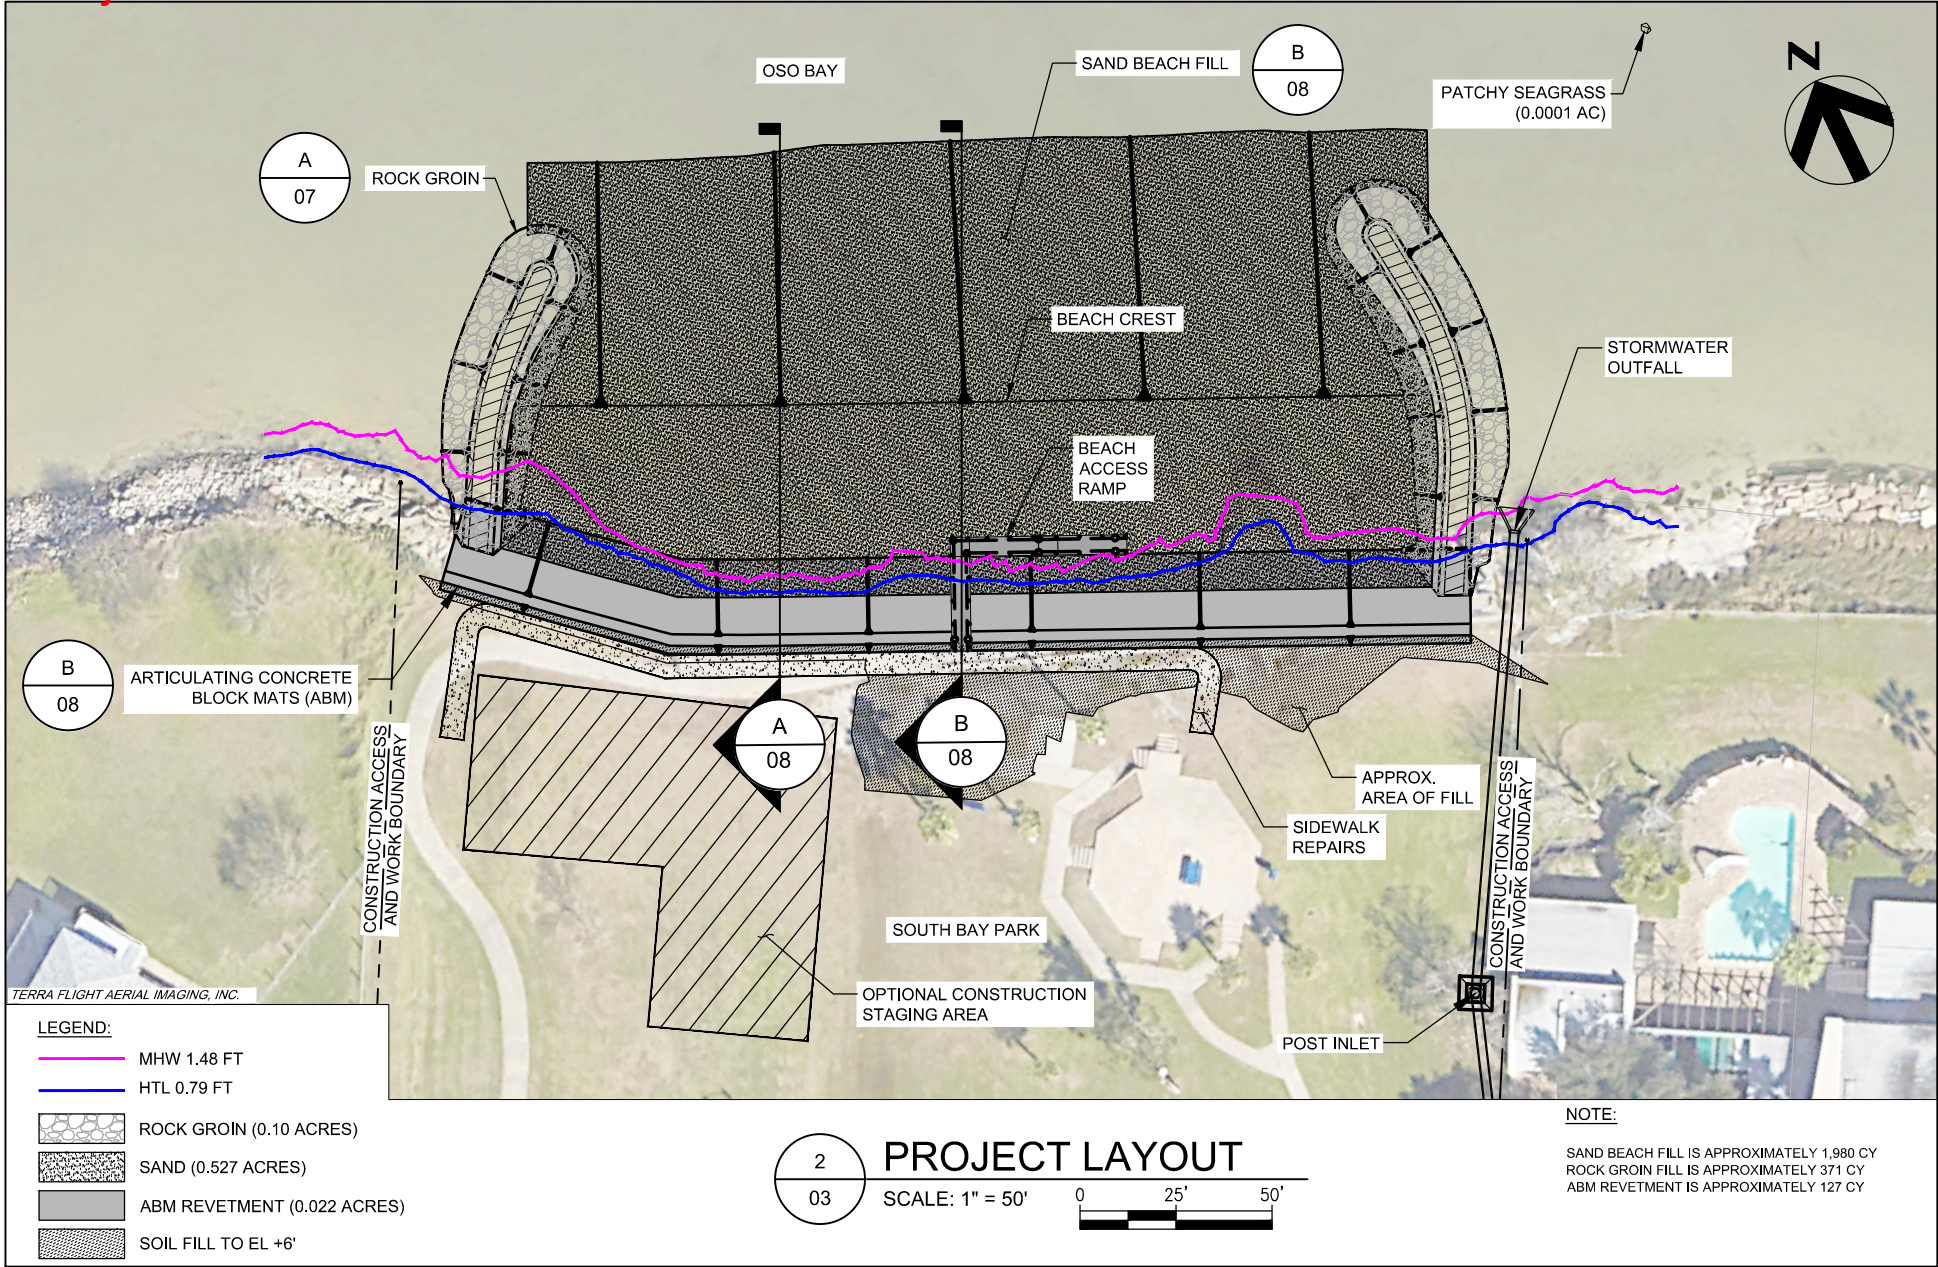 OSO BAY
SAND BEACH FILL
B
08
PATCHY SEAGRASS
(0.0001 AC)
N
A
07
ROCK GROIN
BEACH CREST
STORMWATER
OUTFALL
BEACH
ACCESS
RAMP
B
08
ARTICULATING CONCRETE
BLOCK MATS (ABM)
CONSTRUCTION ACCESS
AND WORK BOUNDARY
A
08
B
08
APPROX.
AREA OF FILL
SIDEWALK
REPAIRS
CONSTRUCTION ACCESS
AND WORK BOUNDARY
SOUTH BAY PARK
OPTIONAL CONSTRUCTION
STAGING AREA
POST INLET
TERRA FLIGHT AERIAL IMAGING, INC.
LEGEND:
MHW 1.48 FT
HTL 0.79 FT
ROCK GROIN (0.10 ACRES)
SAND (0.527 ACRES)
ABM REVETMENT (0.022 ACRES)
SOIL FILL TO EL +6'
2
03
PROJECT LAYOUT
SCALE: 1" = 50'
0 25' 50'
NOTE:
SAND BEACH FILL IS APPROXIMATELY 1,980 CY
ROCK GROIN FILL IS APPROXIMATELY 371 CY
ABM REVETMENT IS APPROXIMATELY 127 CY